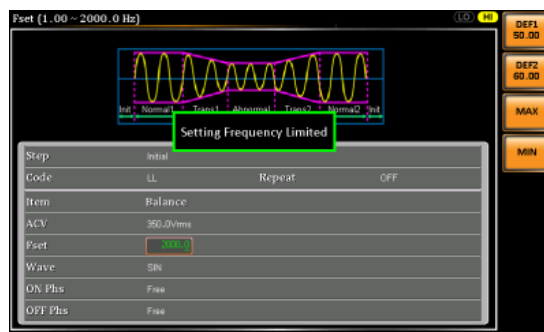 Fset (1.00 ~ 2000.0 Hz)
LO HI
DEF1
50.00
DEF2
60.00
MAX
MIN
Init Normal1 Trans1 Abnormal Trans2 Normal2 Init
Setting Frequency Limited
Step Initial
Code LL Repeat OFF
Item Balance
ACV 350.0Vrms
Fset 2000.0
Wave SIN
ON Phs Free
OFF Phs Free